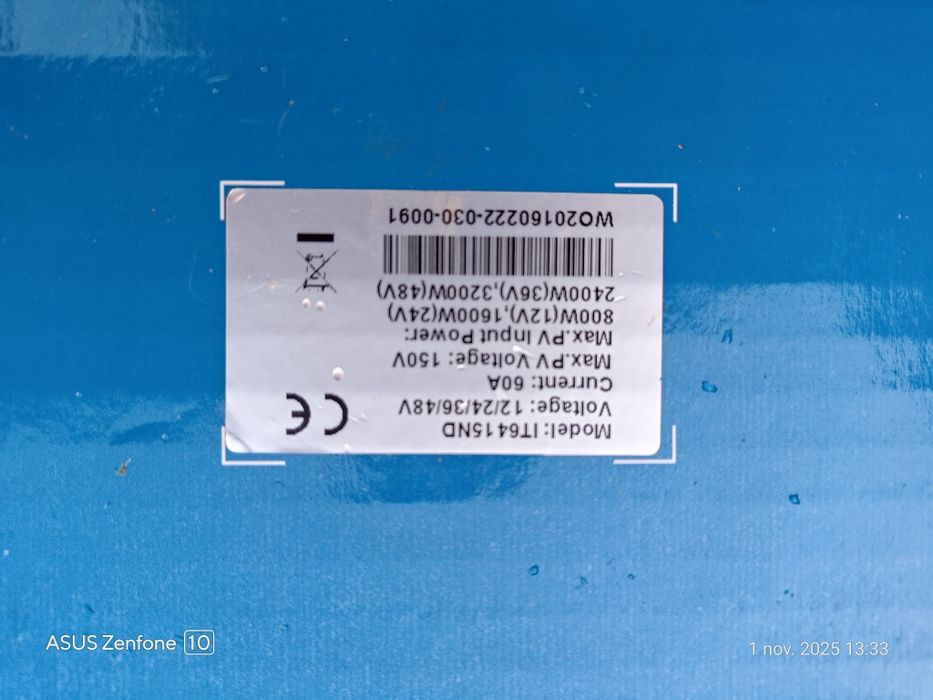 Model: IT6415ND
Voltage: 12/24/36/48V
Current: 60A
Max.PV Voltage: 150V
Max.PV Input Power:
800W(12V),1600W(24V)
2400W(36V),3200W(48V)
WO20160222-030-0091
CE
ASUS Zenfone 10
1 nov. 2025 13:33